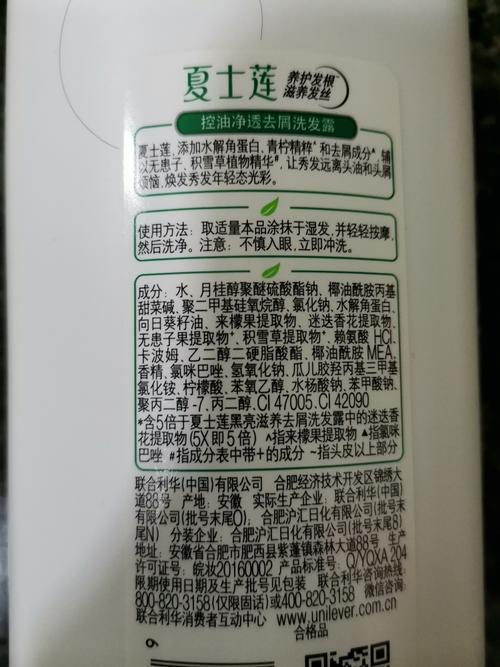 夏士莲 养护发根~
滋养发丝
控油净透去屑洗发露
夏士莲，添加水解角蛋白、青柠精粹^和去屑成分▲，辅
以无患子、积雪草植物精华#，让秀发远离头油和头屑
烦恼，焕发秀发年轻态光彩。
使用方法：取适量本品涂抹于湿发，并轻轻按摩，
然后洗净。注意：不慎入眼，立即冲洗。
成分：水、月桂醇聚醚硫酸酯钠、椰油酰胺丙基
甜菜碱、聚二甲基硅氧烷醇、氯化钠、水解角蛋白、
向日葵籽油、来檬果提取物、迷迭香花提取物、
无患子果提取物+、积雪草提取物+、赖氨酸 HCl、
卡波姆、乙二醇二硬脂酸酯、椰油酰胺 MEA、
香精、氯咪巴唑、氢氧化钠、瓜儿胶羟丙基三甲基
氯化铵、柠檬酸、苯氧乙醇、水杨酸钠、苯甲酸钠、
聚丙二醇-7、丙二醇、CI 47005、CI 42090
*含5倍于夏士莲黑亮滋养去屑洗发露中的迷迭香
花提取物 (5X即5倍) ^指来檬果提取物 ▲指氯咪
巴唑 #指成分表中带+的成分 ~指头皮以上部分
联合利华(中国)有限公司 合肥经济技术开发区锦绣大
道88号 产地：安徽 实际生产企业：联合利华(中国)
有限公司(批号末尾0)；合肥沪汇日化有限公司(批号末
尾N) 分装企业：合肥沪汇日化有限公司(批号末尾8)
地址：安徽省合肥市肥西县紫蓬镇森林大道88号 生产
许可证号：皖妆20160002 产品标准号：Q/YQXA 204
限期使用日期及生产批号见包装 联合利华咨询热线：
800-820-3158(仅限固话)或400-820-3158 微信咨询：
联合利华消费者互动中心 www.unilever.com.cn
合格品